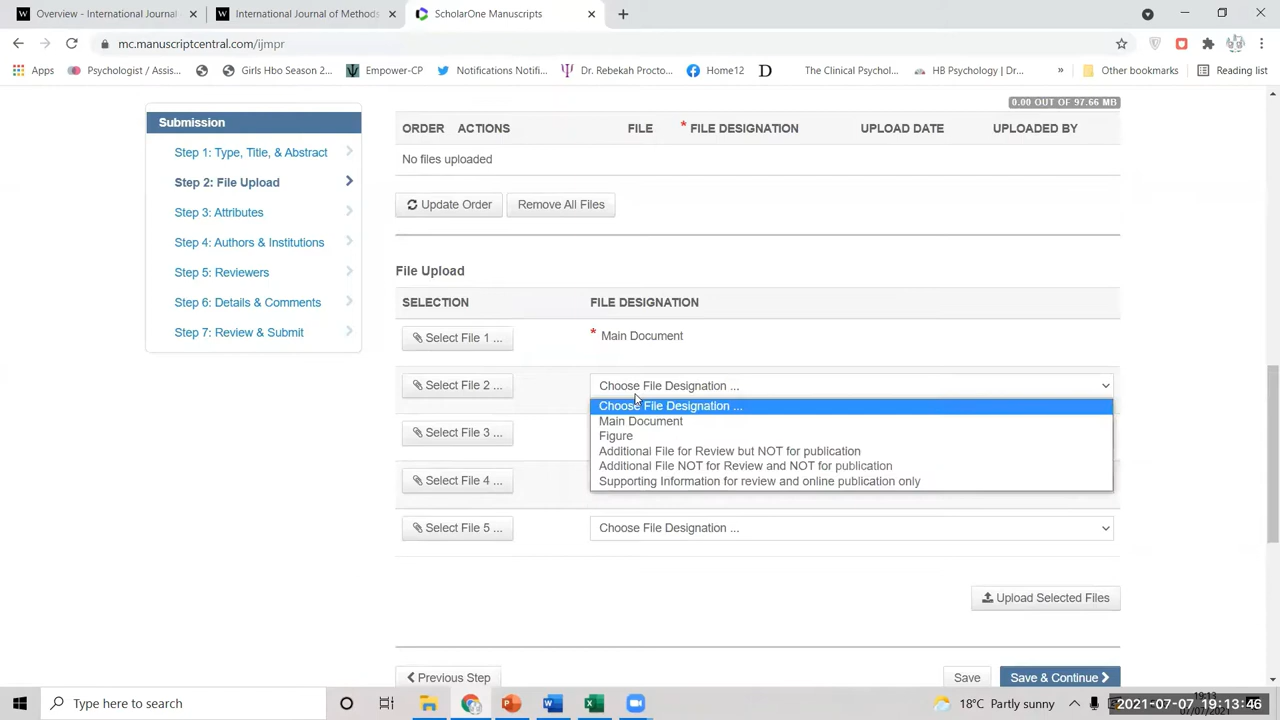 Overview - International Journal
International Journal of Methods
ScholarOne Manuscripts
mc.manuscriptcentral.com/ijmpr
Apps
Psychologist / Assis...
Girls Hbo Season 2...
Empower-CP
Notifications Notifi...
Dr. Rebekah Procto...
Home12
D
The Clinical Psychol...
HB Psychology | Dr...
»
Other bookmarks
Reading list
0.00 OUT OF 97.66 MB
Submission
Step 1: Type, Title, & Abstract
Step 2: File Upload
Step 3: Attributes
Step 4: Authors & Institutions
Step 5: Reviewers
Step 6: Details & Comments
Step 7: Review & Submit
ORDER ACTIONS FILE * FILE DESIGNATION UPLOAD DATE UPLOADED BY
No files uploaded
Update Order Remove All Files
File Upload
SELECTION FILE DESIGNATION
Select File 1 ... * Main Document
Select File 2 ... Choose File Designation ...
Choose File Designation ...
Main Document
Figure
Additional File for Review but NOT for publication
Additional File NOT for Review and NOT for publication
Supporting Information for review and online publication only
Select File 3 ...
Select File 4 ...
Select File 5 ... Choose File Designation ...
Upload Selected Files
Previous Step Save Save & Continue
Type here to search
18°C Partly sunny
19:13
2021-07-07 19:13:46